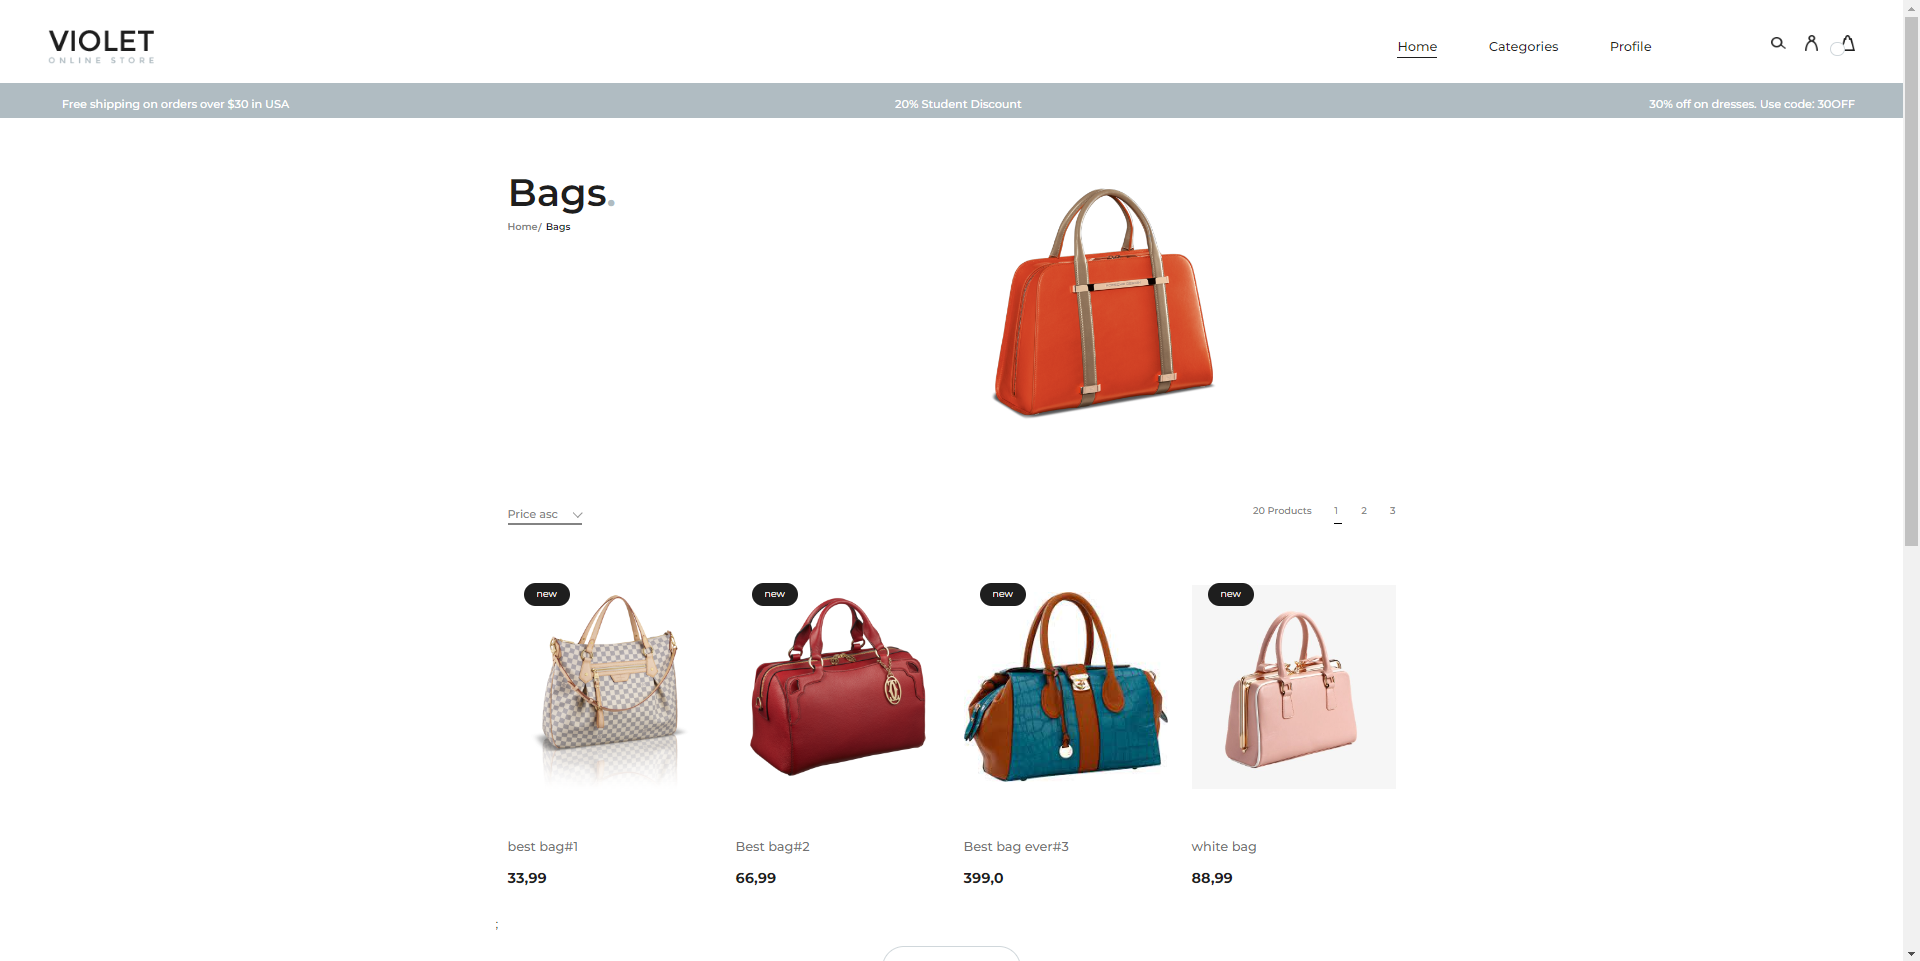 VIOLET
ONLINE STORE
Home
Categories
Profile
Free shipping on orders over $30 in USA
20% Student Discount
30% off on dresses. Use code: 30OFF
Bags.
Home/ Bags
Price asc
20 Products
1
2
3
new
new
new
new
best bag#1
Best bag#2
Best bag ever#3
white bag
33,99
66,99
399,0
88,99
;